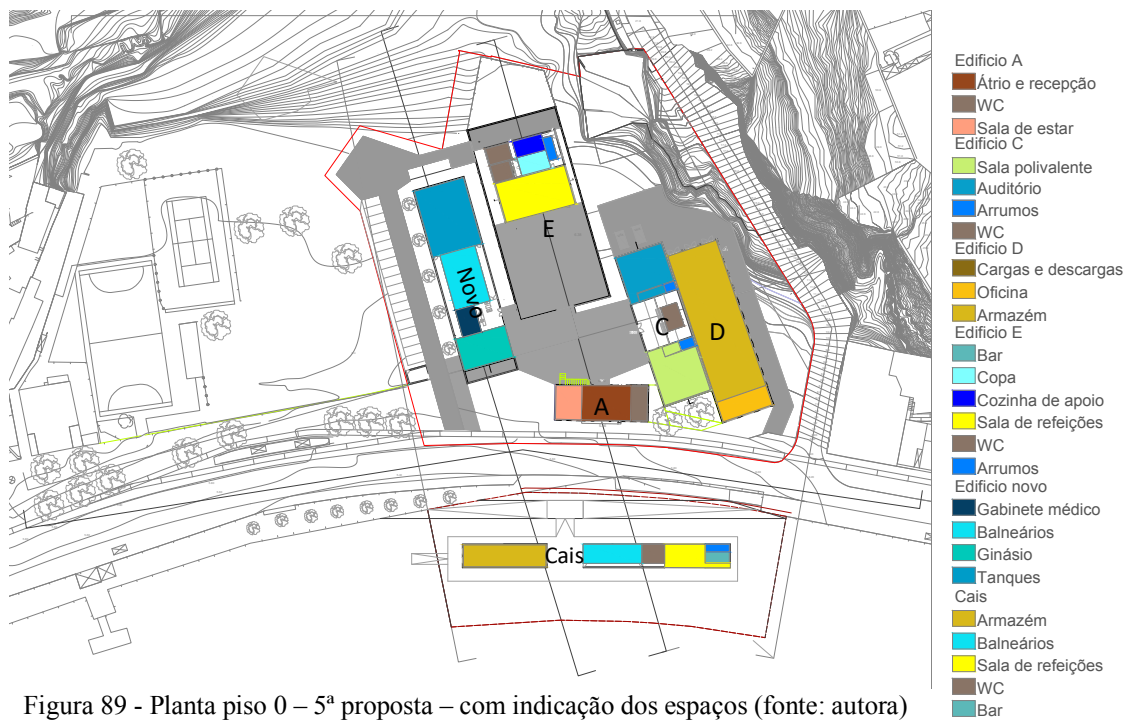 Edificio A
Átrio e recepção
WC
Sala de estar
Edificio C
Sala polivalente
Auditório
Arrumos
WC
Edificio D
Cargas e descargas
Oficina
Armazém
Edificio E
Bar
Copa
Cozinha de apoio
Sala de refeições
WC
Arrumos
Edificio novo
Gabinete médico
Balneários
Ginásio
Tanques
Cais
Armazém
Balneários
Sala de refeições
WC
Bar
E
Novo
C
D
A
Cais
Figura 89 - Planta piso 0 – 5ª proposta – com indicação dos espaços (fonte: autora)